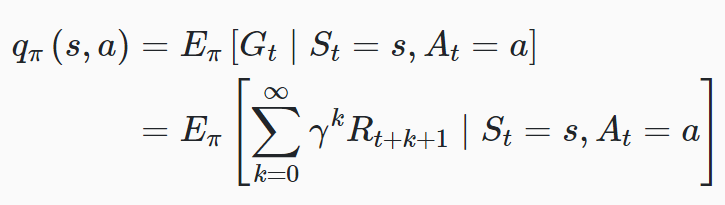 q_π (s, a) = E_π [G_t | S_t = s, A_t = a]
= E_π [ ∑_{k=0}^{∞} γ^k R_{t+k+1} | S_t = s, A_t = a ]